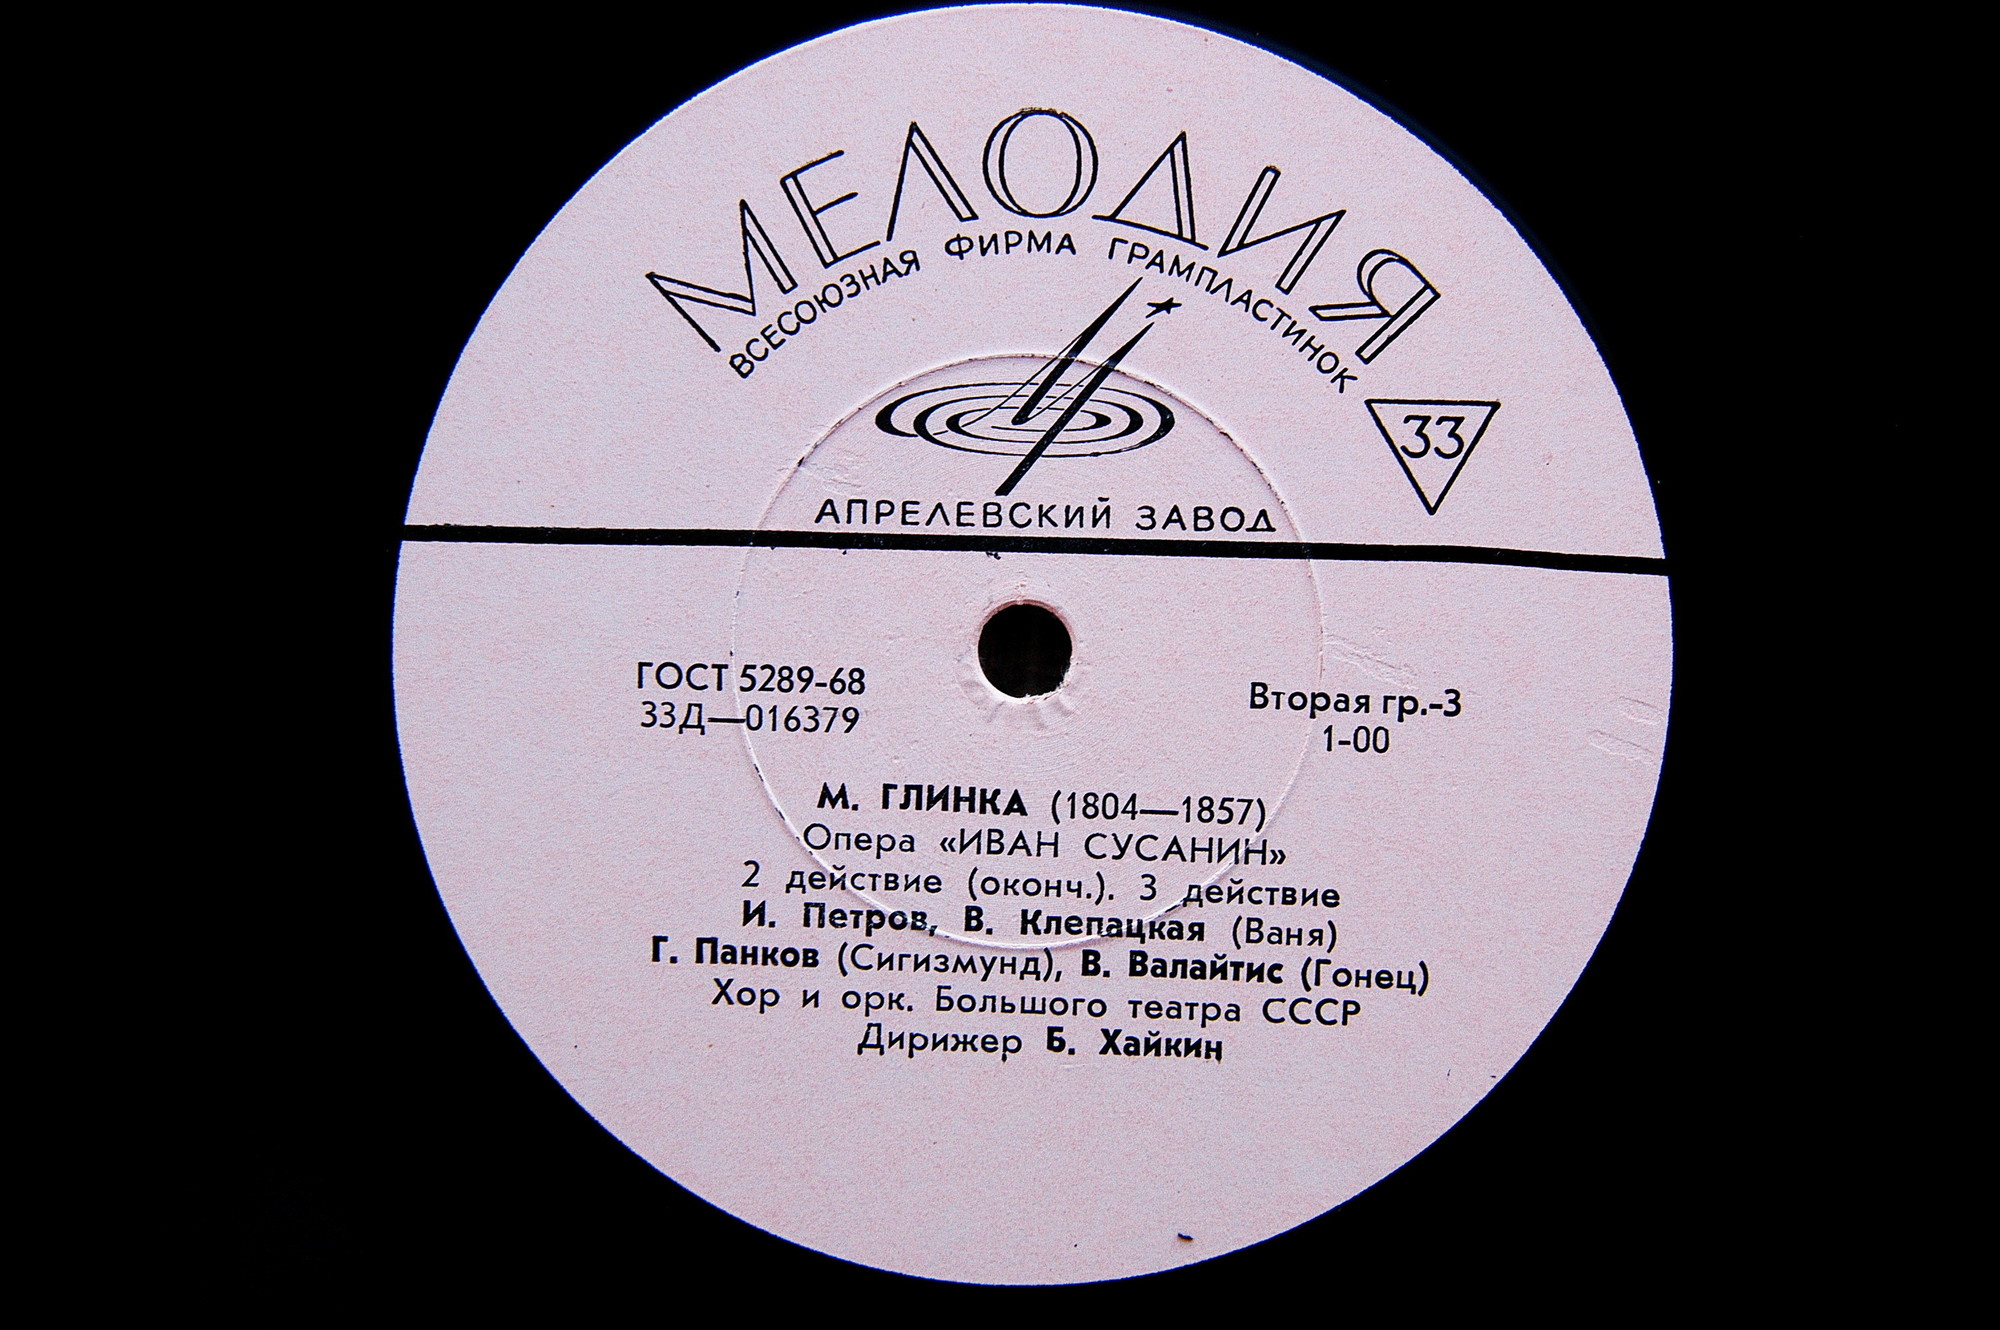 МЕЛОДИЯ
ВСЕСОЮЗНАЯ ФИРМА ГРАМПЛАСТИНОК
33
АПРЕЛЕВСКИЙ ЗАВОД
ГОСТ 5289-68
33Д—016379
Вторая гр.-3
1-00
М. ГЛИНКА (1804—1857)
Опера «ИВАН СУСАНИН»
2 действие (оконч.). 3 действие
И. Петров, В. Клепацкая (Ваня)
Г. Панков (Сигизмунд), В. Валайтис (Гонец)
Хор и орк. Большого театра СССР
Дирижер Б. Хайкин